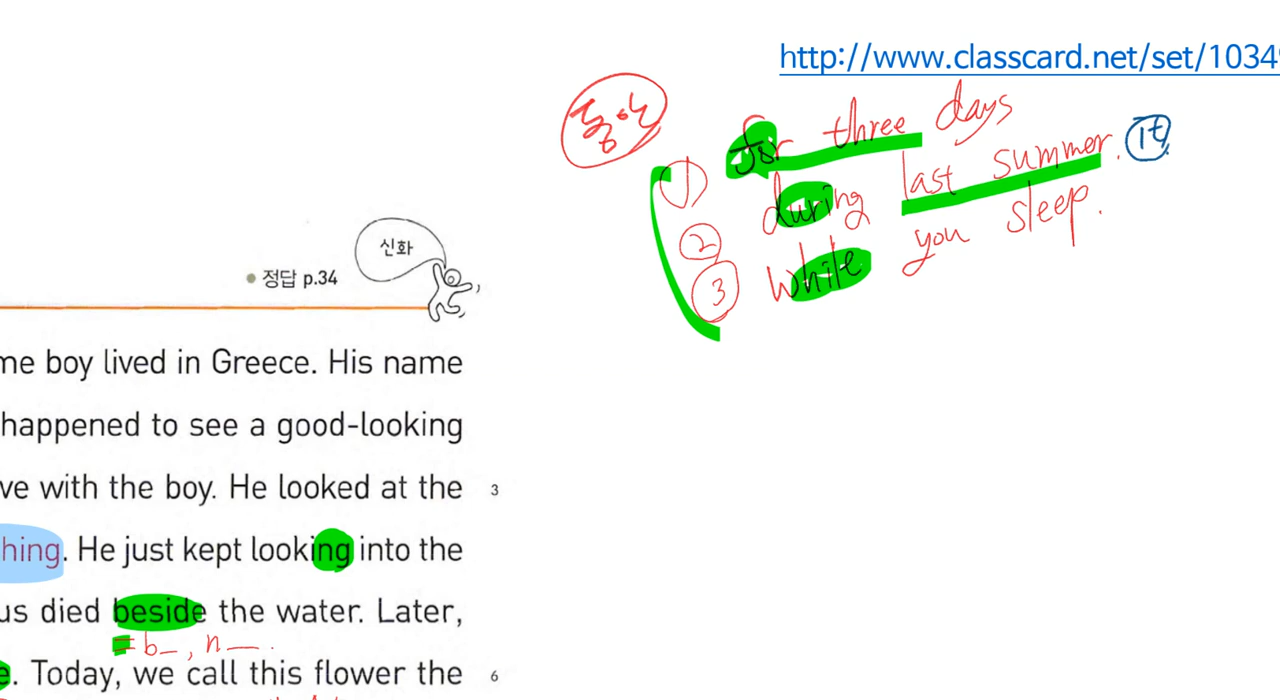 http://www.classcard.net/set/1034
동안
① for three days
② during last summer.
③ while you sleep.
신화
정답 p.34
me boy lived in Greece. His name
happened to see a good-looking
ve with the boy. He looked at the
3
hing. He just kept looking into the
us died beside the water. Later,
= b_, n_.
e. Today, we call this flower the
6